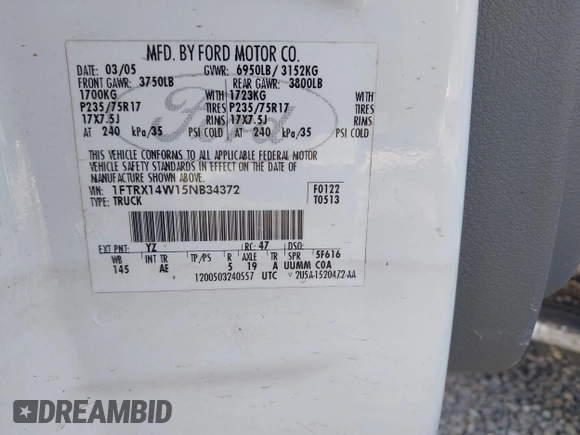 MFD. BY FORD MOTOR CO.
DATE: 03/05 GVWR: 6950LB/ 3152KG
FRONT GAWR: 3750LB REAR GAWR: 3800LB
1700KG WITH 1723KG WITH
P235/75R17 TIRES P235/75R17 TIRES
17X7.5J RIMS 17X7.5J RIMS
AT 240 kPa/35 PSI COLD AT 240 kPa/35 PSI COLD
THIS VEHICLE CONFORMS TO ALL APPLICABLE FEDERAL MOTOR
VEHICLE SAFETY STANDARDS IN EFFECT ON THE DATE OF
MANUFACTURE SHOWN ABOVE.
VIN: 1FTRX14W15NB34372 F0122
TYPE: TRUCK T0513
EXT PNT: YZ RC: 47 DSO:
WB INT TR TP/PS R AXLE TR SPR 5F616
145 AE 5 19 A UUMM COA
1200503240557 UTC 2U5A-1520472-AA
Ford
DREAMBID